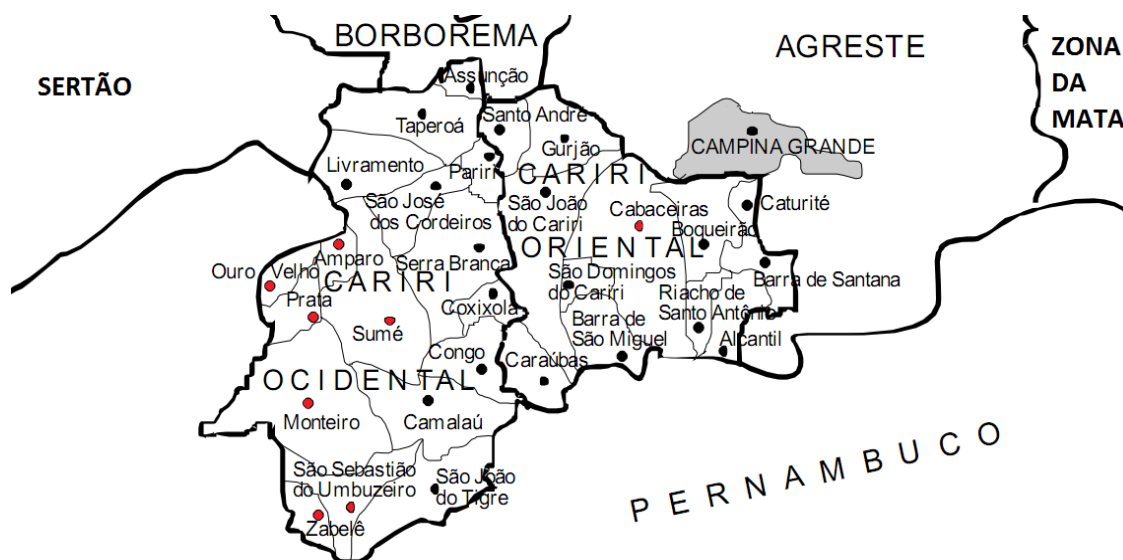 BORBOREMA
AGRESTE
ZONA
DA
MATA
SERTÃO
Assunção
Taperoá
Santo André
Gurjão
CAMPINA GRANDE
Livramento
Pariri
CARIRI
São José
dos Cordeiros
São João
do Cariri
Cabaceiras
Caturité
Boqueirão
ORIENTAL
Amparo
Serra Branca
Ouro Velho
CARIRI
São Domingos
do Cariri
Riacho de
Santo Antônio
Barra de Santana
Prata
Coxixola
Sumé
Barra de
São Miguel
Alcantil
Congo
Caraúbas
OCIDENTAL
Monteiro
Camalaú
São Sebastião
do Umbuzeiro
São João
do Tigre
Zabelê
PERNAMBUCO